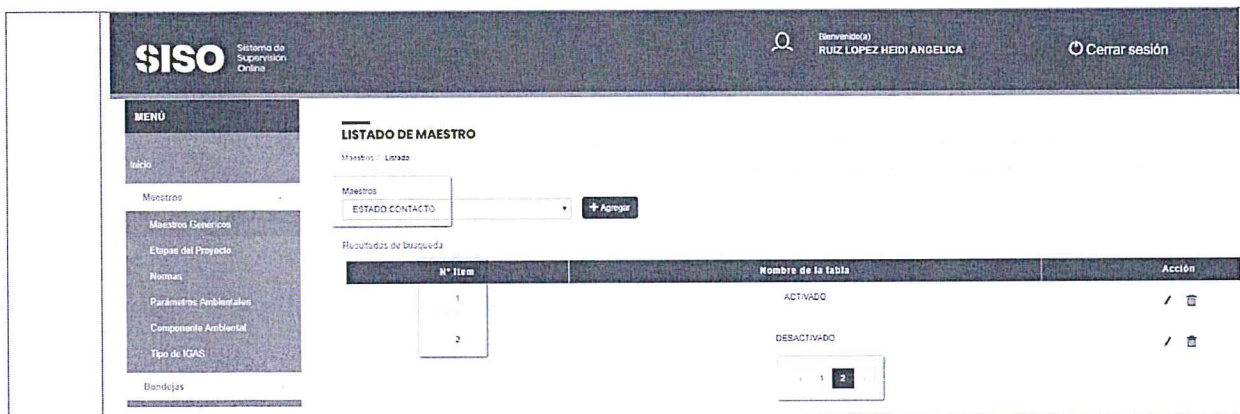 SISO
Sistema de
Supervisión
Online
Bienvenido(a)
RUIZ LOPEZ HEIDI ANGELICA
Cerrar sesión
MENÚ
Inicio
Maestros
Maestros Genericos
Etapas del Proyecto
Normas
Parámetros Ambientales
Componente Ambiental
Tipo de IGAS
Bandejas
LISTADO DE MAESTRO
Maestros / Listado
Maestros
ESTADO CONTACTO
+ Agregar
Resultados de busqueda
N° Item Nombre de la tabla Acción
1 ACTIVADO
2 DESACTIVADO
‹ 1 2 ›